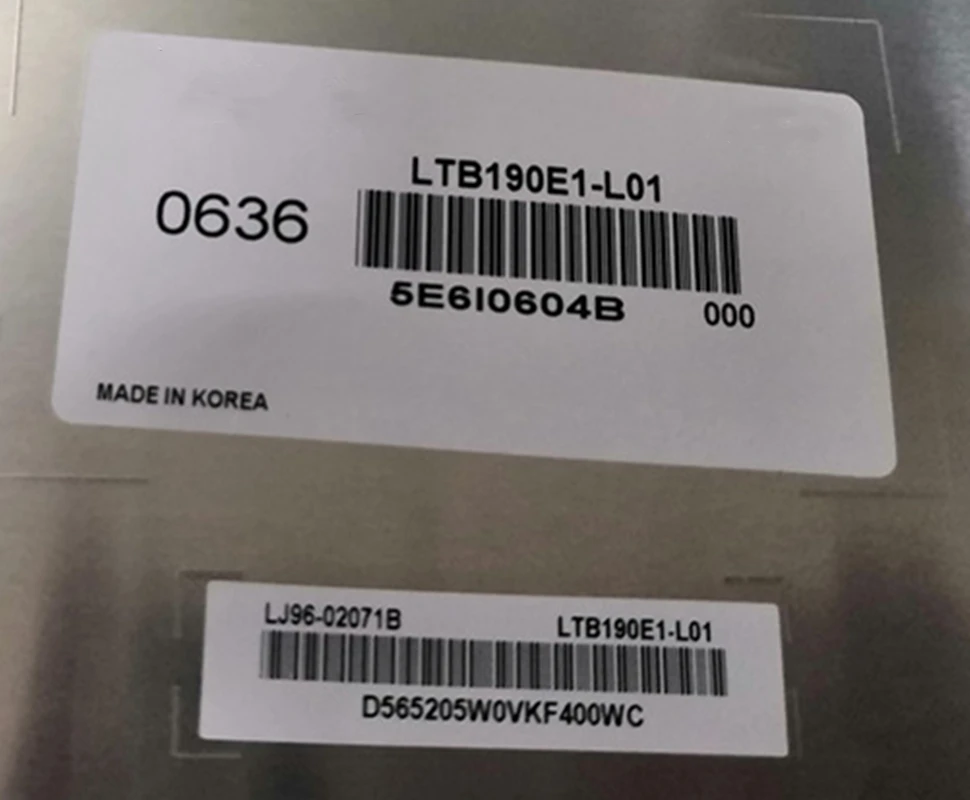 LTB190E1-L01
0636
5E6I0604B 000
MADE IN KOREA
LJ96-02071B LTB190E1-L01
D565205W0VKF400WC